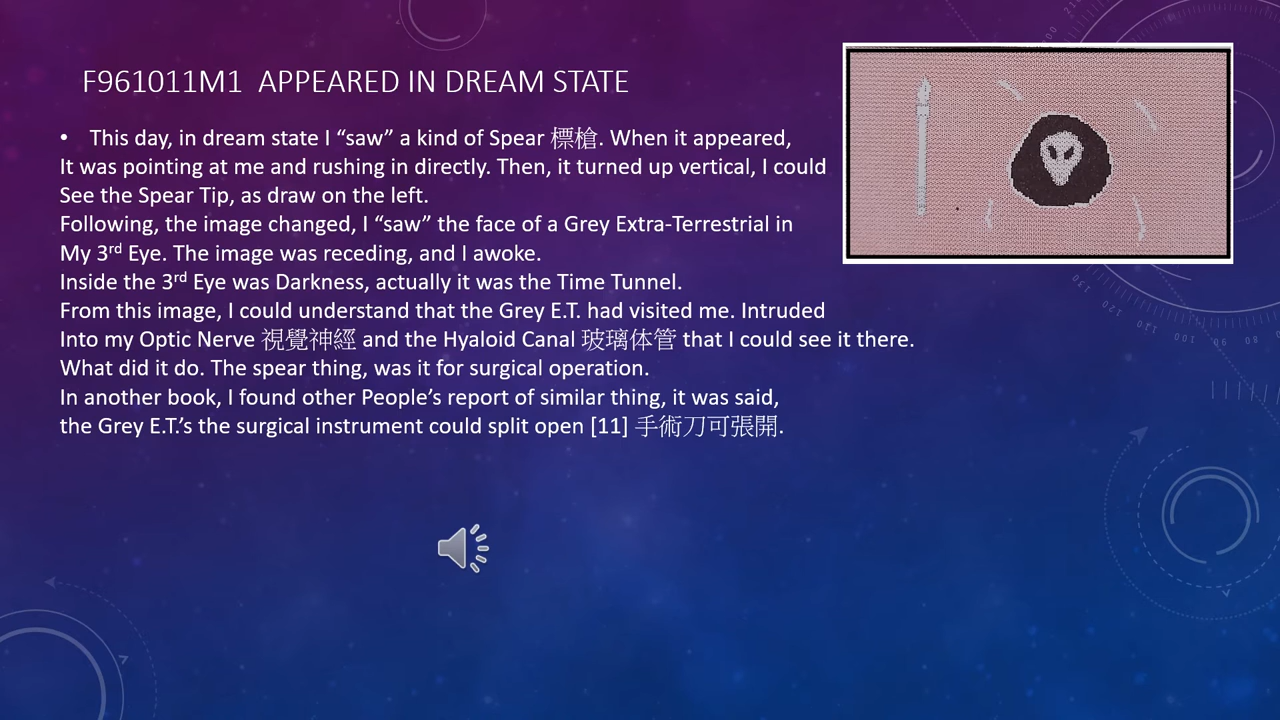 F961011M1 APPEARED IN DREAM STATE
• This day, in dream state I “saw” a kind of Spear 標槍. When it appeared,
It was pointing at me and rushing in directly. Then, it turned up vertical, I could
See the Spear Tip, as draw on the left.
Following, the image changed, I “saw” the face of a Grey Extra-Terrestrial in
My 3rd Eye. The image was receding, and I awoke.
Inside the 3rd Eye was Darkness, actually it was the Time Tunnel.
From this image, I could understand that the Grey E.T. had visited me. Intruded
Into my Optic Nerve 視覺神經 and the Hyaloid Canal 玻璃体管 that I could see it there.
What did it do. The spear thing, was it for surgical operation.
In another book, I found other People’s report of similar thing, it was said,
the Grey E.T.’s the surgical instrument could split open [11] 手術刀可張開.